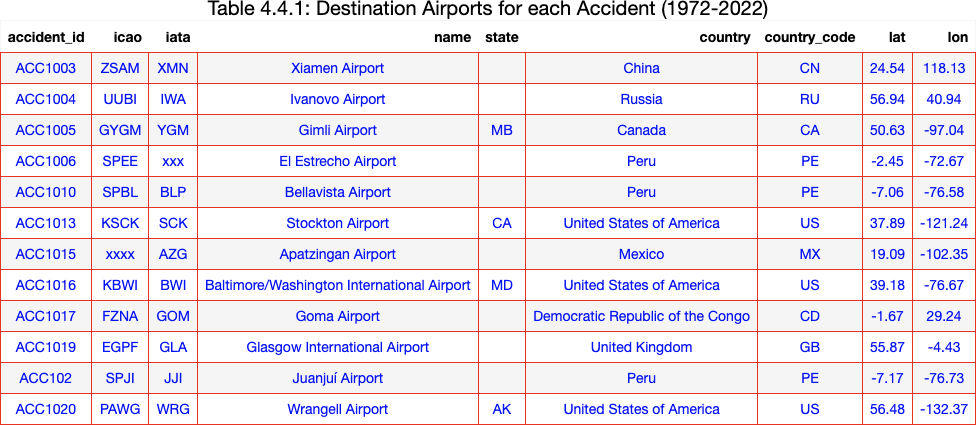 Table 4.4.1: Destination Airports for each Accident (1972-2022)
accident_id icao iata name state country country_code lat lon
ACC1003 ZSAM XMN Xiamen Airport China CN 24.54 118.13
ACC1004 UUBI IWA Ivanovo Airport Russia RU 56.94 40.94
ACC1005 GYGM YGM Gimli Airport MB Canada CA 50.63 -97.04
ACC1006 SPEE xxx El Estrecho Airport Peru PE -2.45 -72.67
ACC1010 SPBL BLP Bellavista Airport Peru PE -7.06 -76.58
ACC1013 KSCK SCK Stockton Airport CA United States of America US 37.89 -121.24
ACC1015 xxxx AZG Apatzingan Airport Mexico MX 19.09 -102.35
ACC1016 KBWI BWI Baltimore/Washington International Airport MD United States of America US 39.18 -76.67
ACC1017 FZNA GOM Goma Airport Democratic Republic of the Congo CD -1.67 29.24
ACC1019 EGPF GLA Glasgow International Airport United Kingdom GB 55.87 -4.43
ACC102 SPJI JJI Juanjuí Airport Peru PE -7.17 -76.73
ACC1020 PAWG WRG Wrangell Airport AK United States of America US 56.48 -132.37